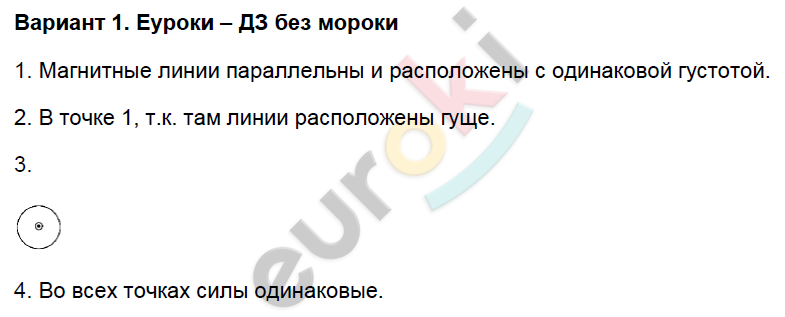 Вариант 1. Еуроки – ДЗ без мороки
1. Магнитные линии параллельны и расположены с одинаковой густотой.
2. В точке 1, т.к. там линии расположены гуще.
3.
4. Во всех точках силы одинаковые.
euroki